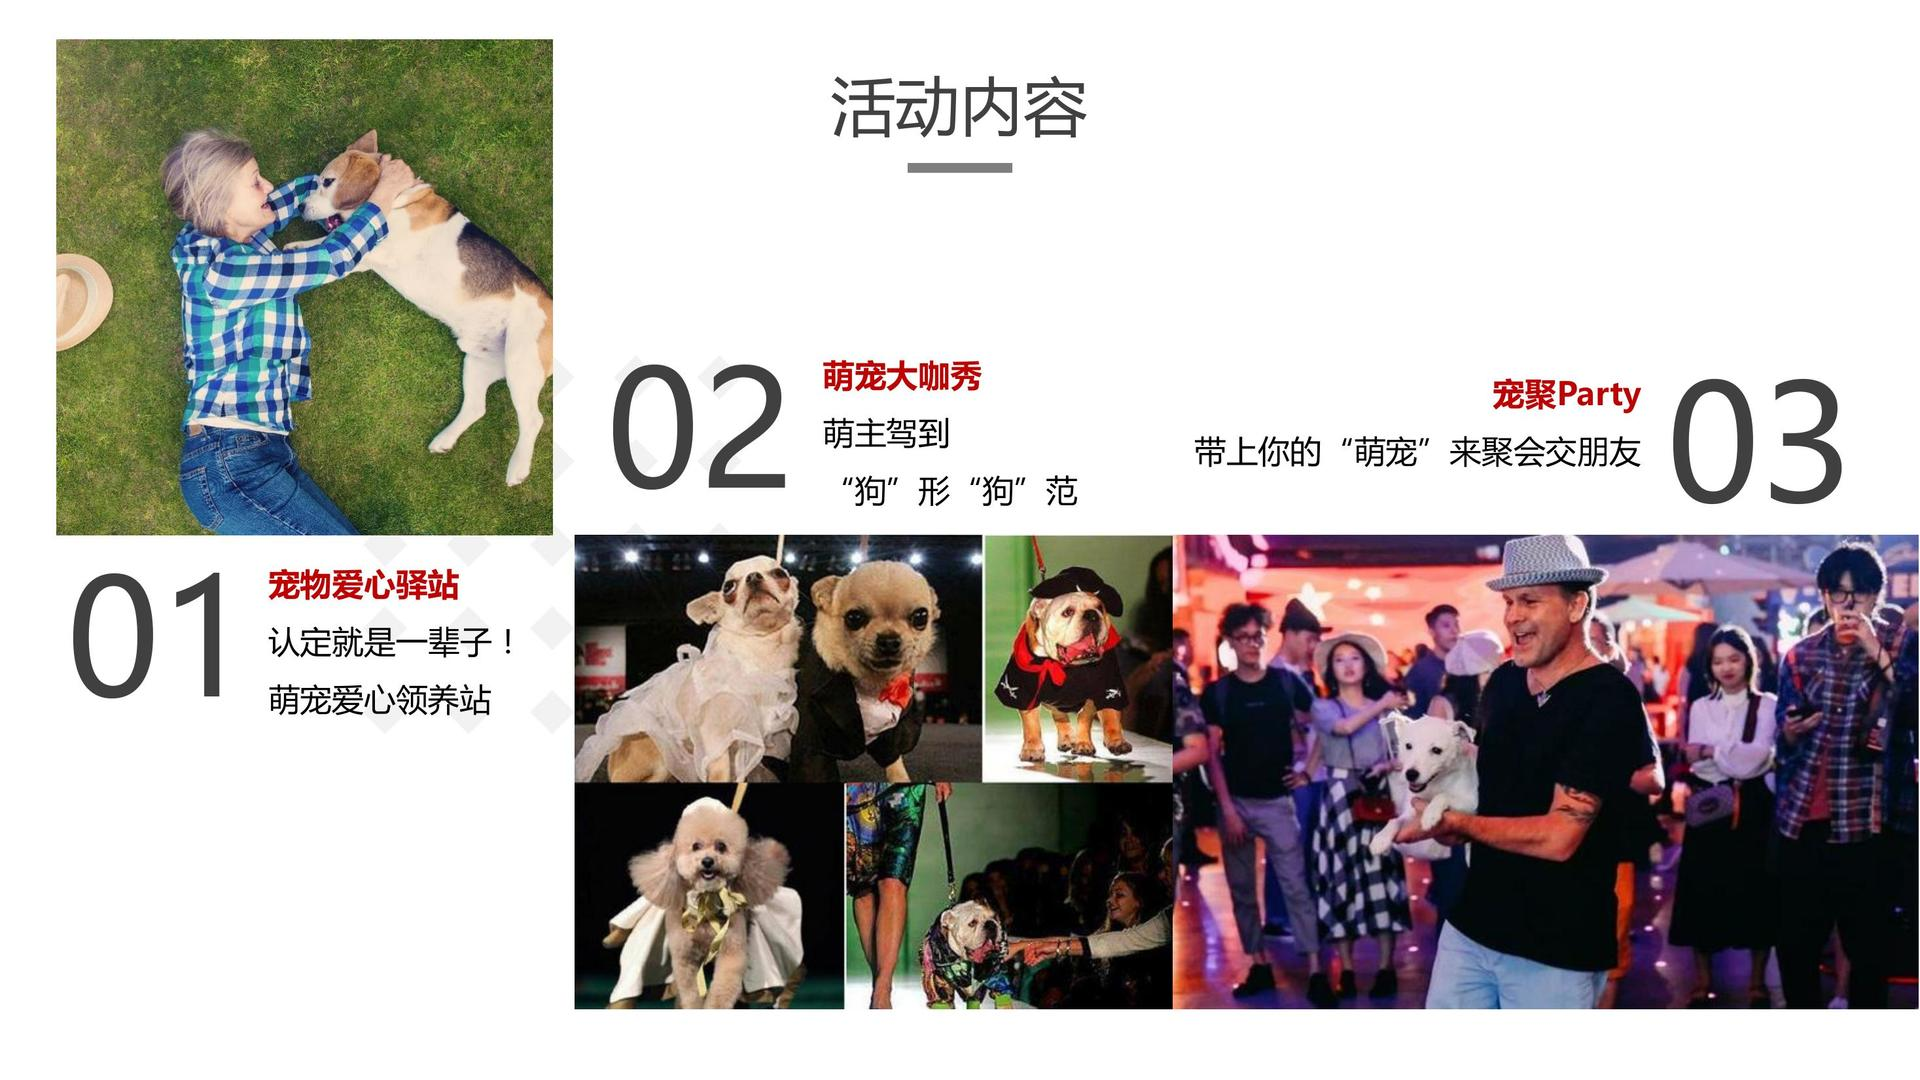 活动内容
01
宠物爱心驿站
认定就是一辈子！
萌宠爱心领养站
02
萌宠大咖秀
萌主驾到
“狗”形“狗”范
宠聚Party
带上你的“萌宠”来聚会交朋友
03